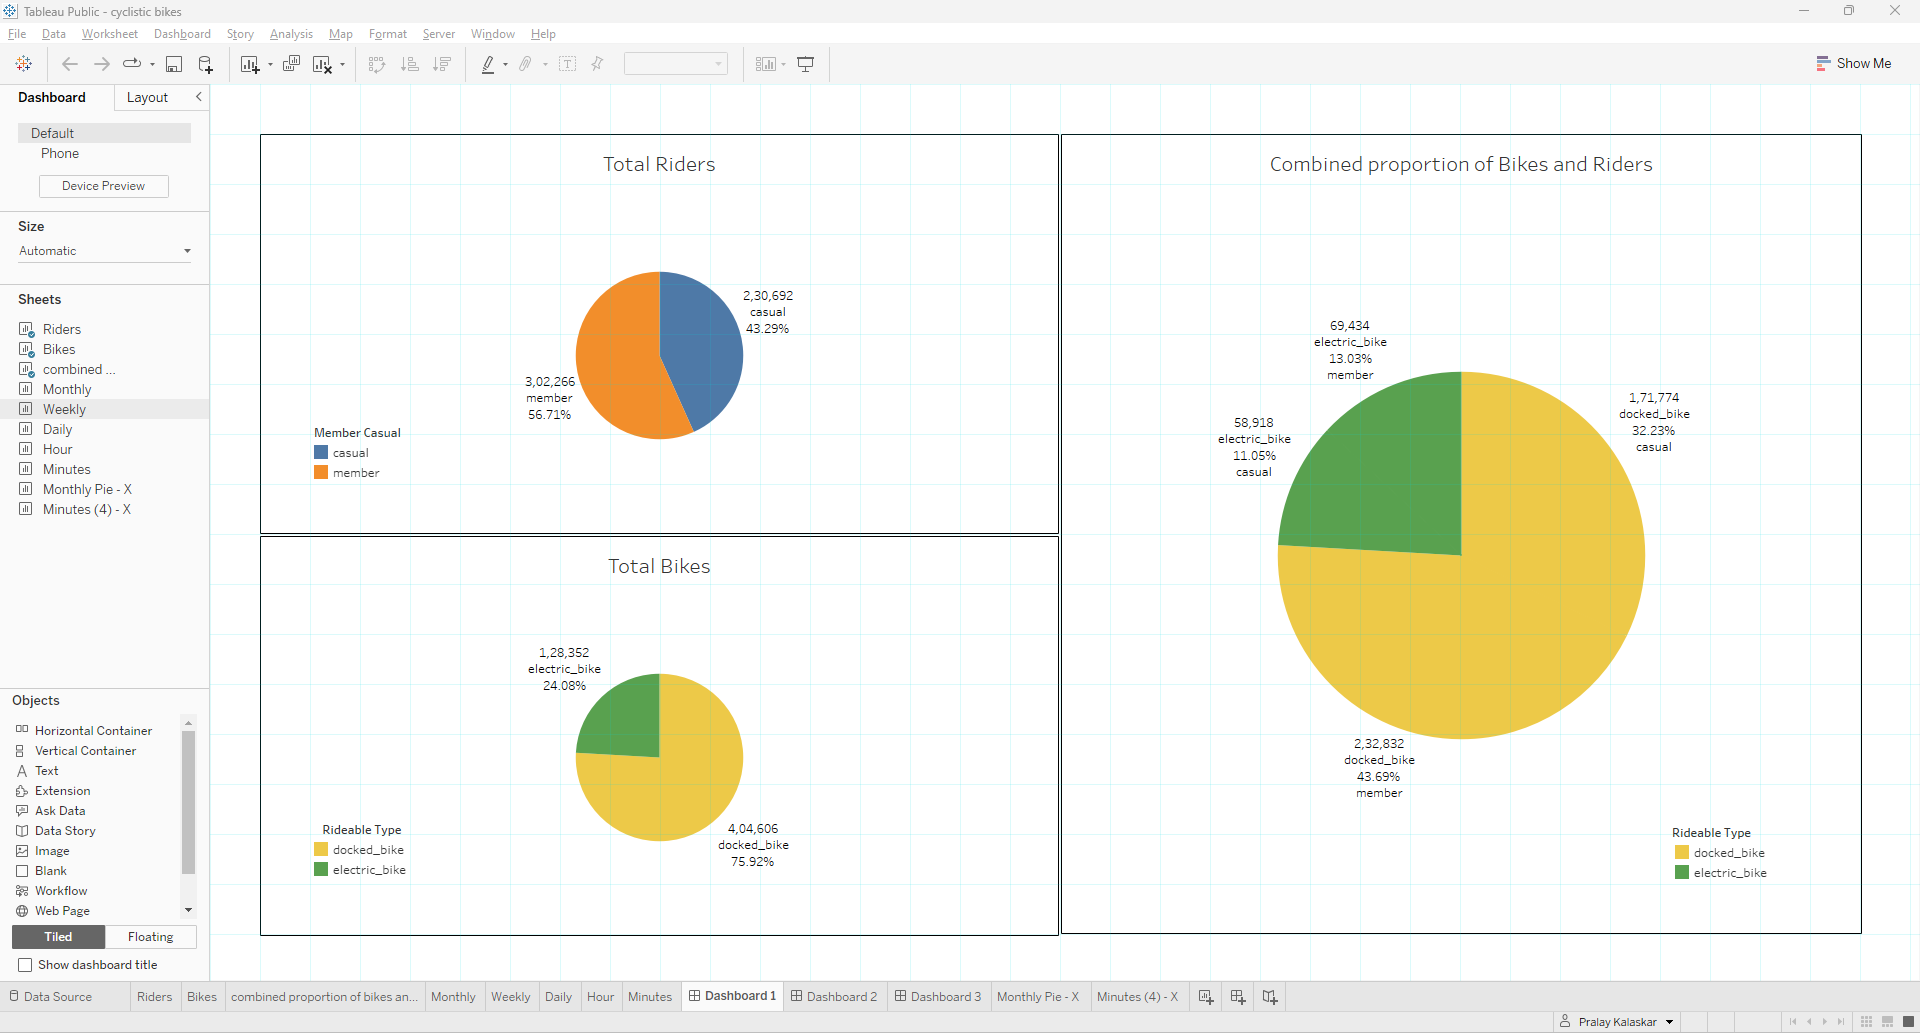 Tableau Public - cyclistic bikes
File Data Worksheet Dashboard Story Analysis Map Format Server Window Help
Show Me
Dashboard Layout
Default
Phone
Device Preview
Size
Automatic
Sheets
Riders
Bikes
combined ...
Monthly
Weekly
Daily
Hour
Minutes
Monthly Pie - X
Minutes (4) - X
Objects
Horizontal Container
Vertical Container
Text
Extension
Ask Data
Data Story
Image
Blank
Workflow
Web Page
Tiled Floating
Show dashboard title
Total Riders
2,30,692
casual
43.29%
3,02,266
member
56.71%
Member Casual
casual
member
Total Bikes
1,28,352
electric_bike
24.08%
4,04,606
docked_bike
75.92%
Rideable Type
docked_bike
electric_bike
Combined proportion of Bikes and Riders
69,434
electric_bike
13.03%
member
1,71,774
docked_bike
32.23%
casual
58,918
electric_bike
11.05%
casual
2,32,832
docked_bike
43.69%
member
Rideable Type
docked_bike
electric_bike
Data Source Riders Bikes combined proportion of bikes an... Monthly Weekly Daily Hour Minutes Dashboard 1 Dashboard 2 Dashboard 3 Monthly Pie - X Minutes (4) - X
Pralay Kalaskar